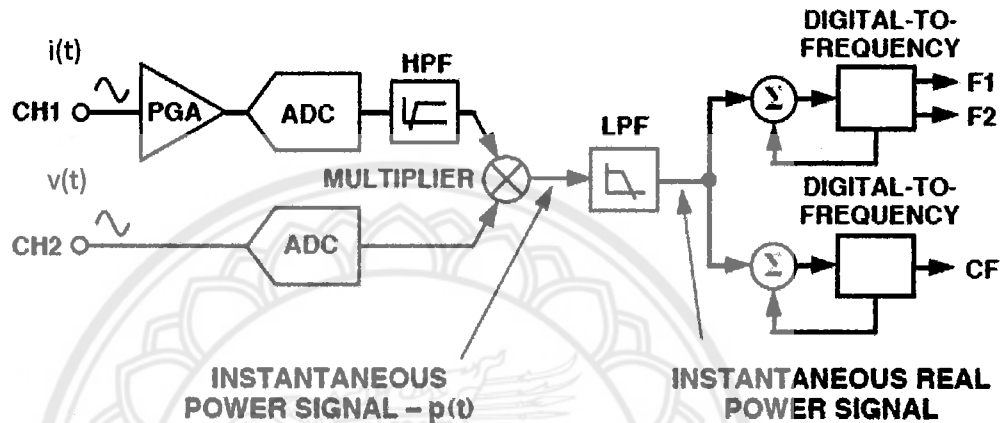 i(t)
CH1
PGA
ADC
HPF
v(t)
CH2
ADC
MULTIPLIER
LPF
DIGITAL-TO-
FREQUENCY
Σ
F1
F2
DIGITAL-TO-
FREQUENCY
Σ
CF
INSTANTANEOUS
POWER SIGNAL – p(t)
INSTANTANEOUS REAL
POWER SIGNAL